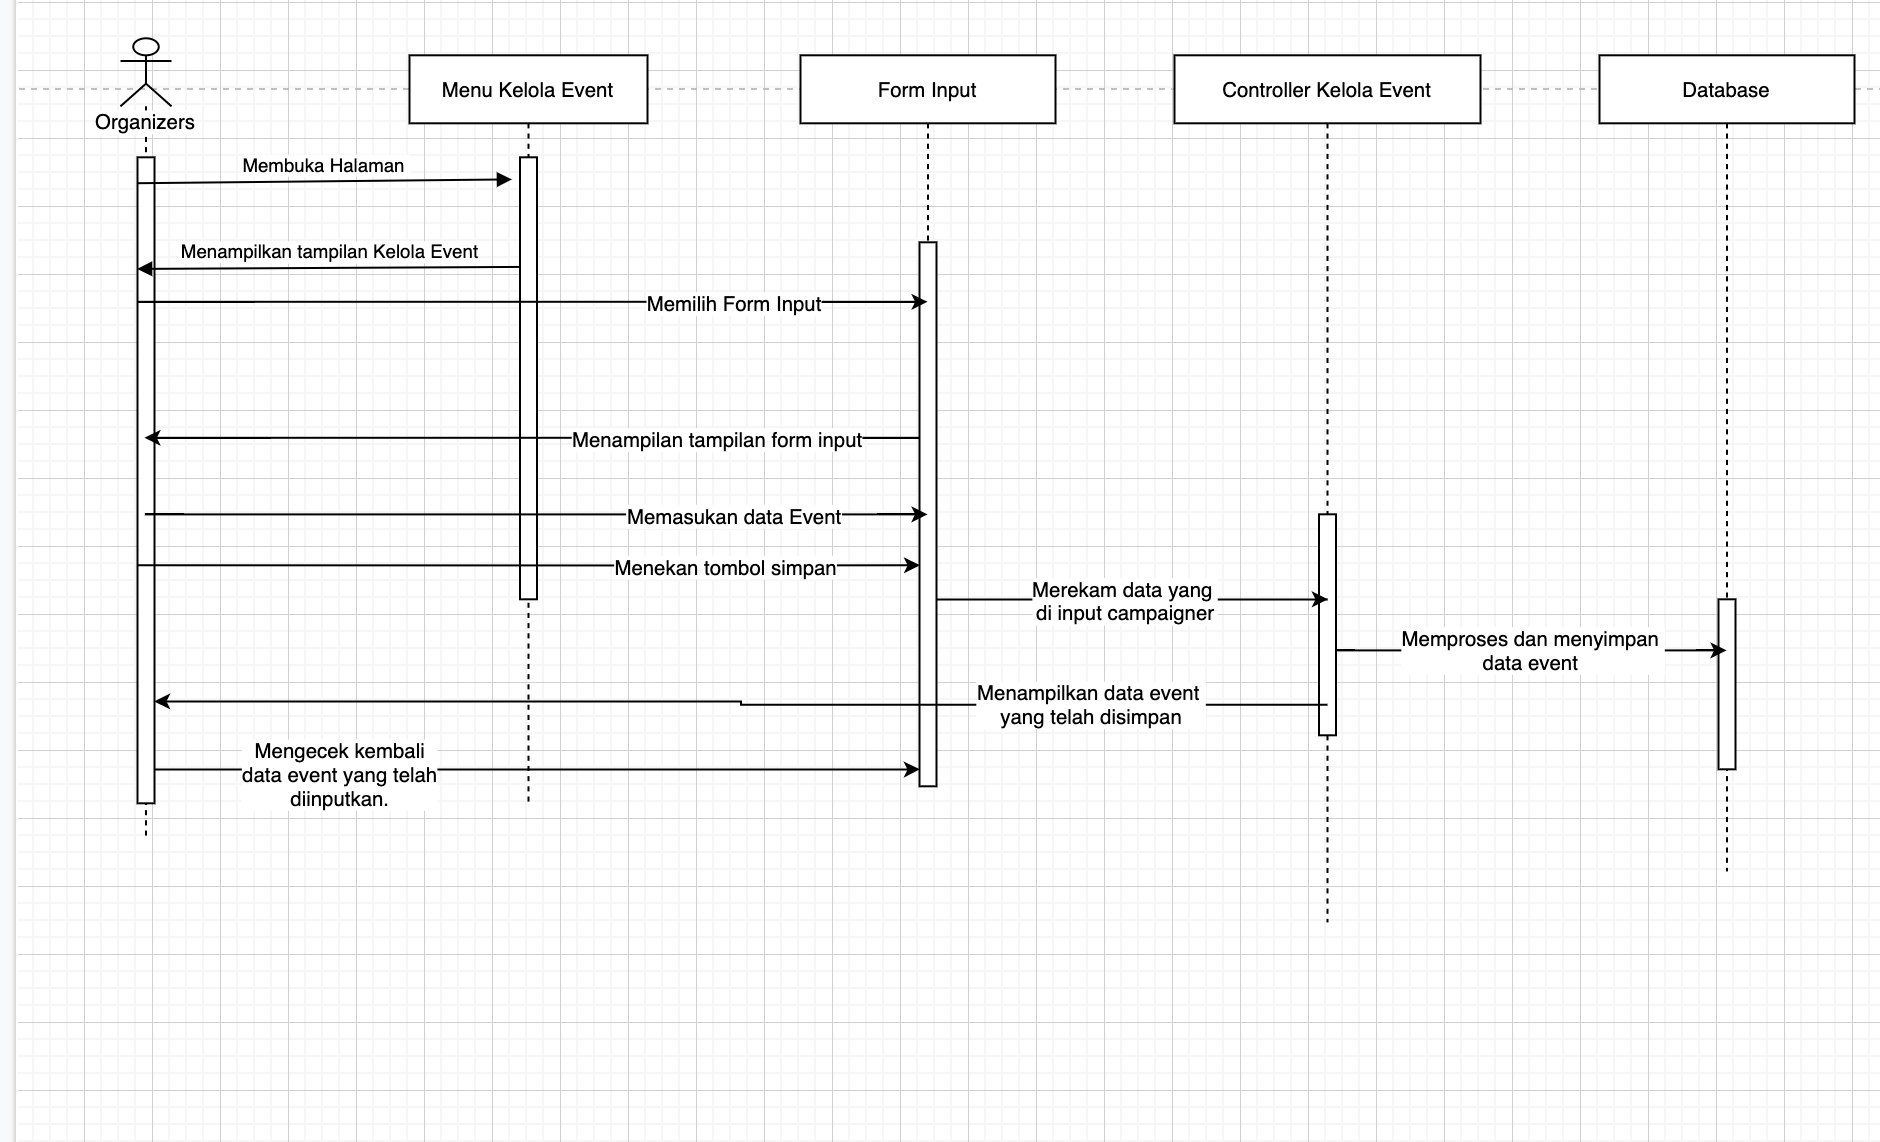 Organizers
Menu Kelola Event
Form Input
Controller Kelola Event
Database
Membuka Halaman
Menampilkan tampilan Kelola Event
Memilih Form Input
Menampilan tampilan form input
Memasukan data Event
Menekan tombol simpan
Merekam data yang
di input campaigner
Memproses dan menyimpan
data event
Menampilkan data event
yang telah disimpan
Mengecek kembali
data event yang telah
diinputkan.